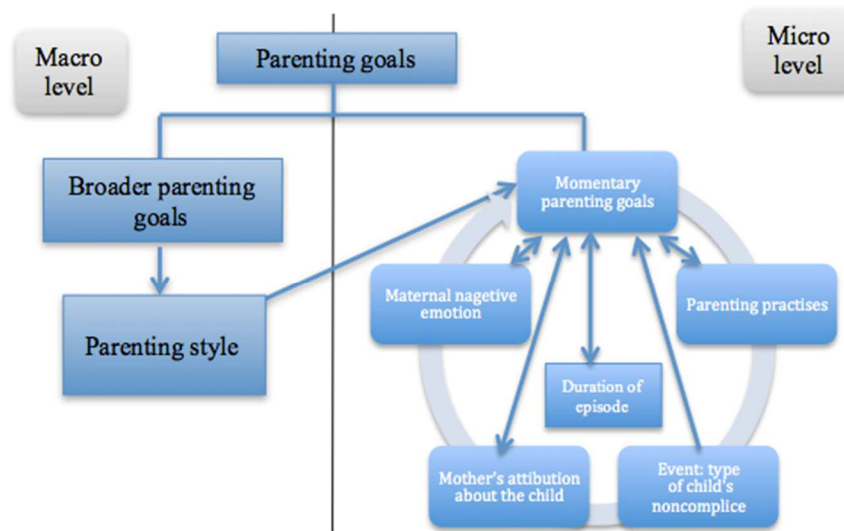 Macro
level
Parenting goals
Micro
level
Broader parenting
goals
Momentary
parenting goals
Maternal nagetive
emotion
Parenting practises
Parenting style
Duration of
episode
Mother's attibution
about the child
Event: type
of child's
noncomplice